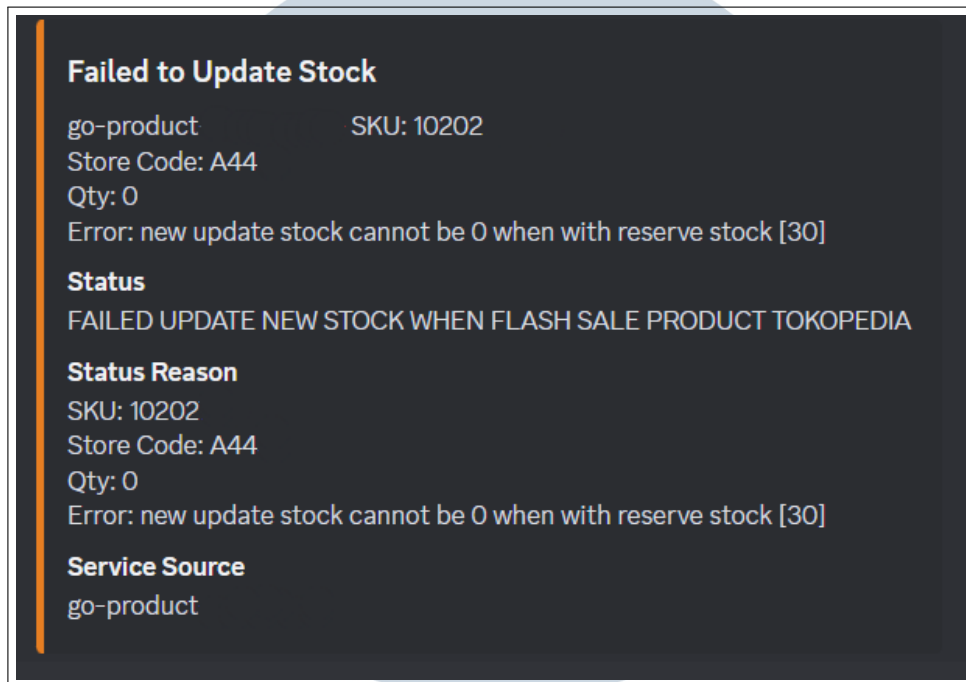 Failed to Update Stock
go-product SKU: 10202
Store Code: A44
Qty: 0
Error: new update stock cannot be 0 when with reserve stock [30]
Status
FAILED UPDATE NEW STOCK WHEN FLASH SALE PRODUCT TOKOPEDIA
Status Reason
SKU: 10202
Store Code: A44
Qty: 0
Error: new update stock cannot be 0 when with reserve stock [30]
Service Source
go-product